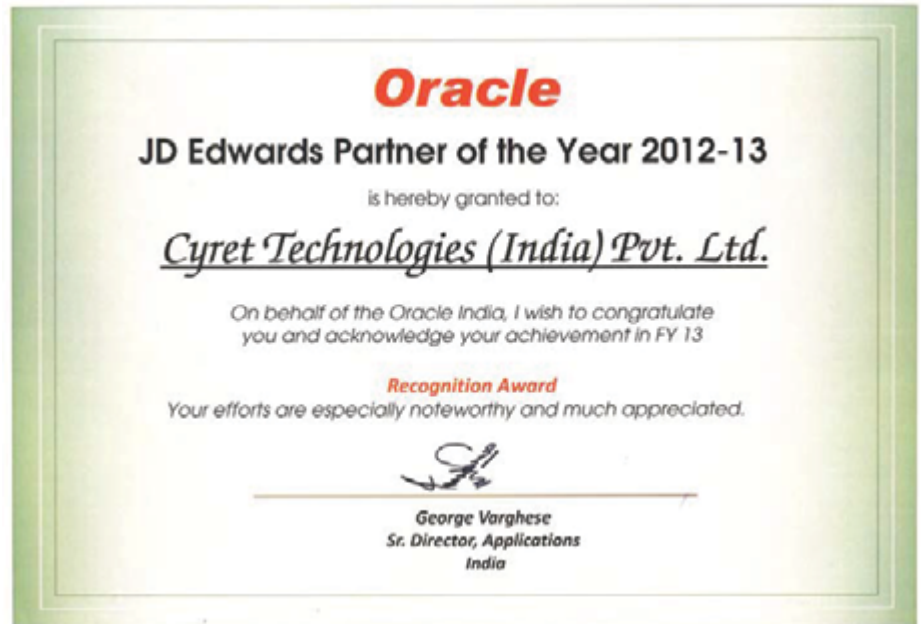 Oracle
JD Edwards Partner of the Year 2012-13
is hereby granted to:
Cyret Technologies (India) Pvt. Ltd.
On behalf of the Oracle India, I wish to congratulate
you and acknowledge your achievement in FY 13
Recognition Award
Your efforts are especially noteworthy and much appreciated.
George Varghese
Sr. Director, Applications
India